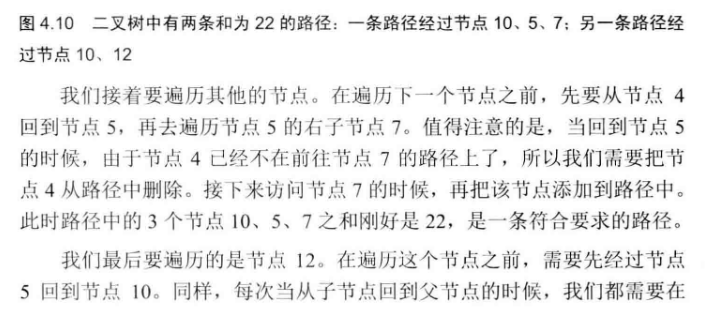 图 4.10 二叉树中有两条和为 22 的路径：一条路径经过节点 10、5、7；另一条路径经
过节点 10、12
我们接着要遍历其他的节点。在遍历下一个节点之前，先要从节点 4
回到节点 5，再去遍历节点 5 的右子节点 7。值得注意的是，当回到节点 5
的时候，由于节点 4 已经不在前往节点 7 的路径上了，所以我们需要把节
点 4 从路径中删除。接下来访问节点 7 的时候，再把该节点添加到路径中。
此时路径中的 3 个节点 10、5、7 之和刚好是 22，是一条符合要求的路径。
我们最后要遍历的是节点 12。在遍历这个节点之前，需要先经过节点
5 回到节点 10。同样，每次当从子节点回到父节点的时候，我们都需要在